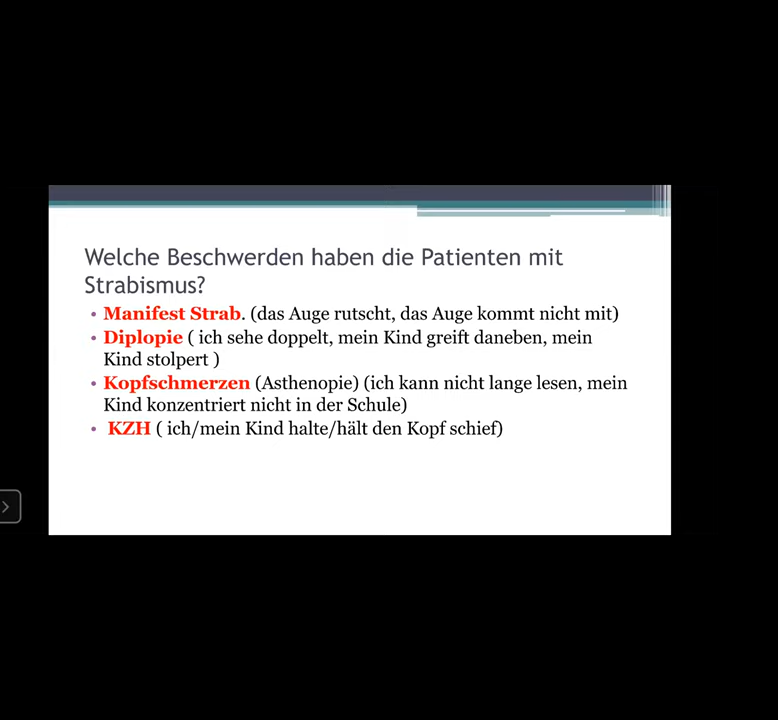 Welche Beschwerden haben die Patienten mit
Strabismus?
• Manifest Strab. (das Auge rutscht, das Auge kommt nicht mit)
• Diplopie ( ich sehe doppelt, mein Kind greift daneben, mein
Kind stolpert )
• Kopfschmerzen (Asthenopie) (ich kann nicht lange lesen, mein
Kind konzentriert nicht in der Schule)
• KZH ( ich/mein Kind halte/hält den Kopf schief)